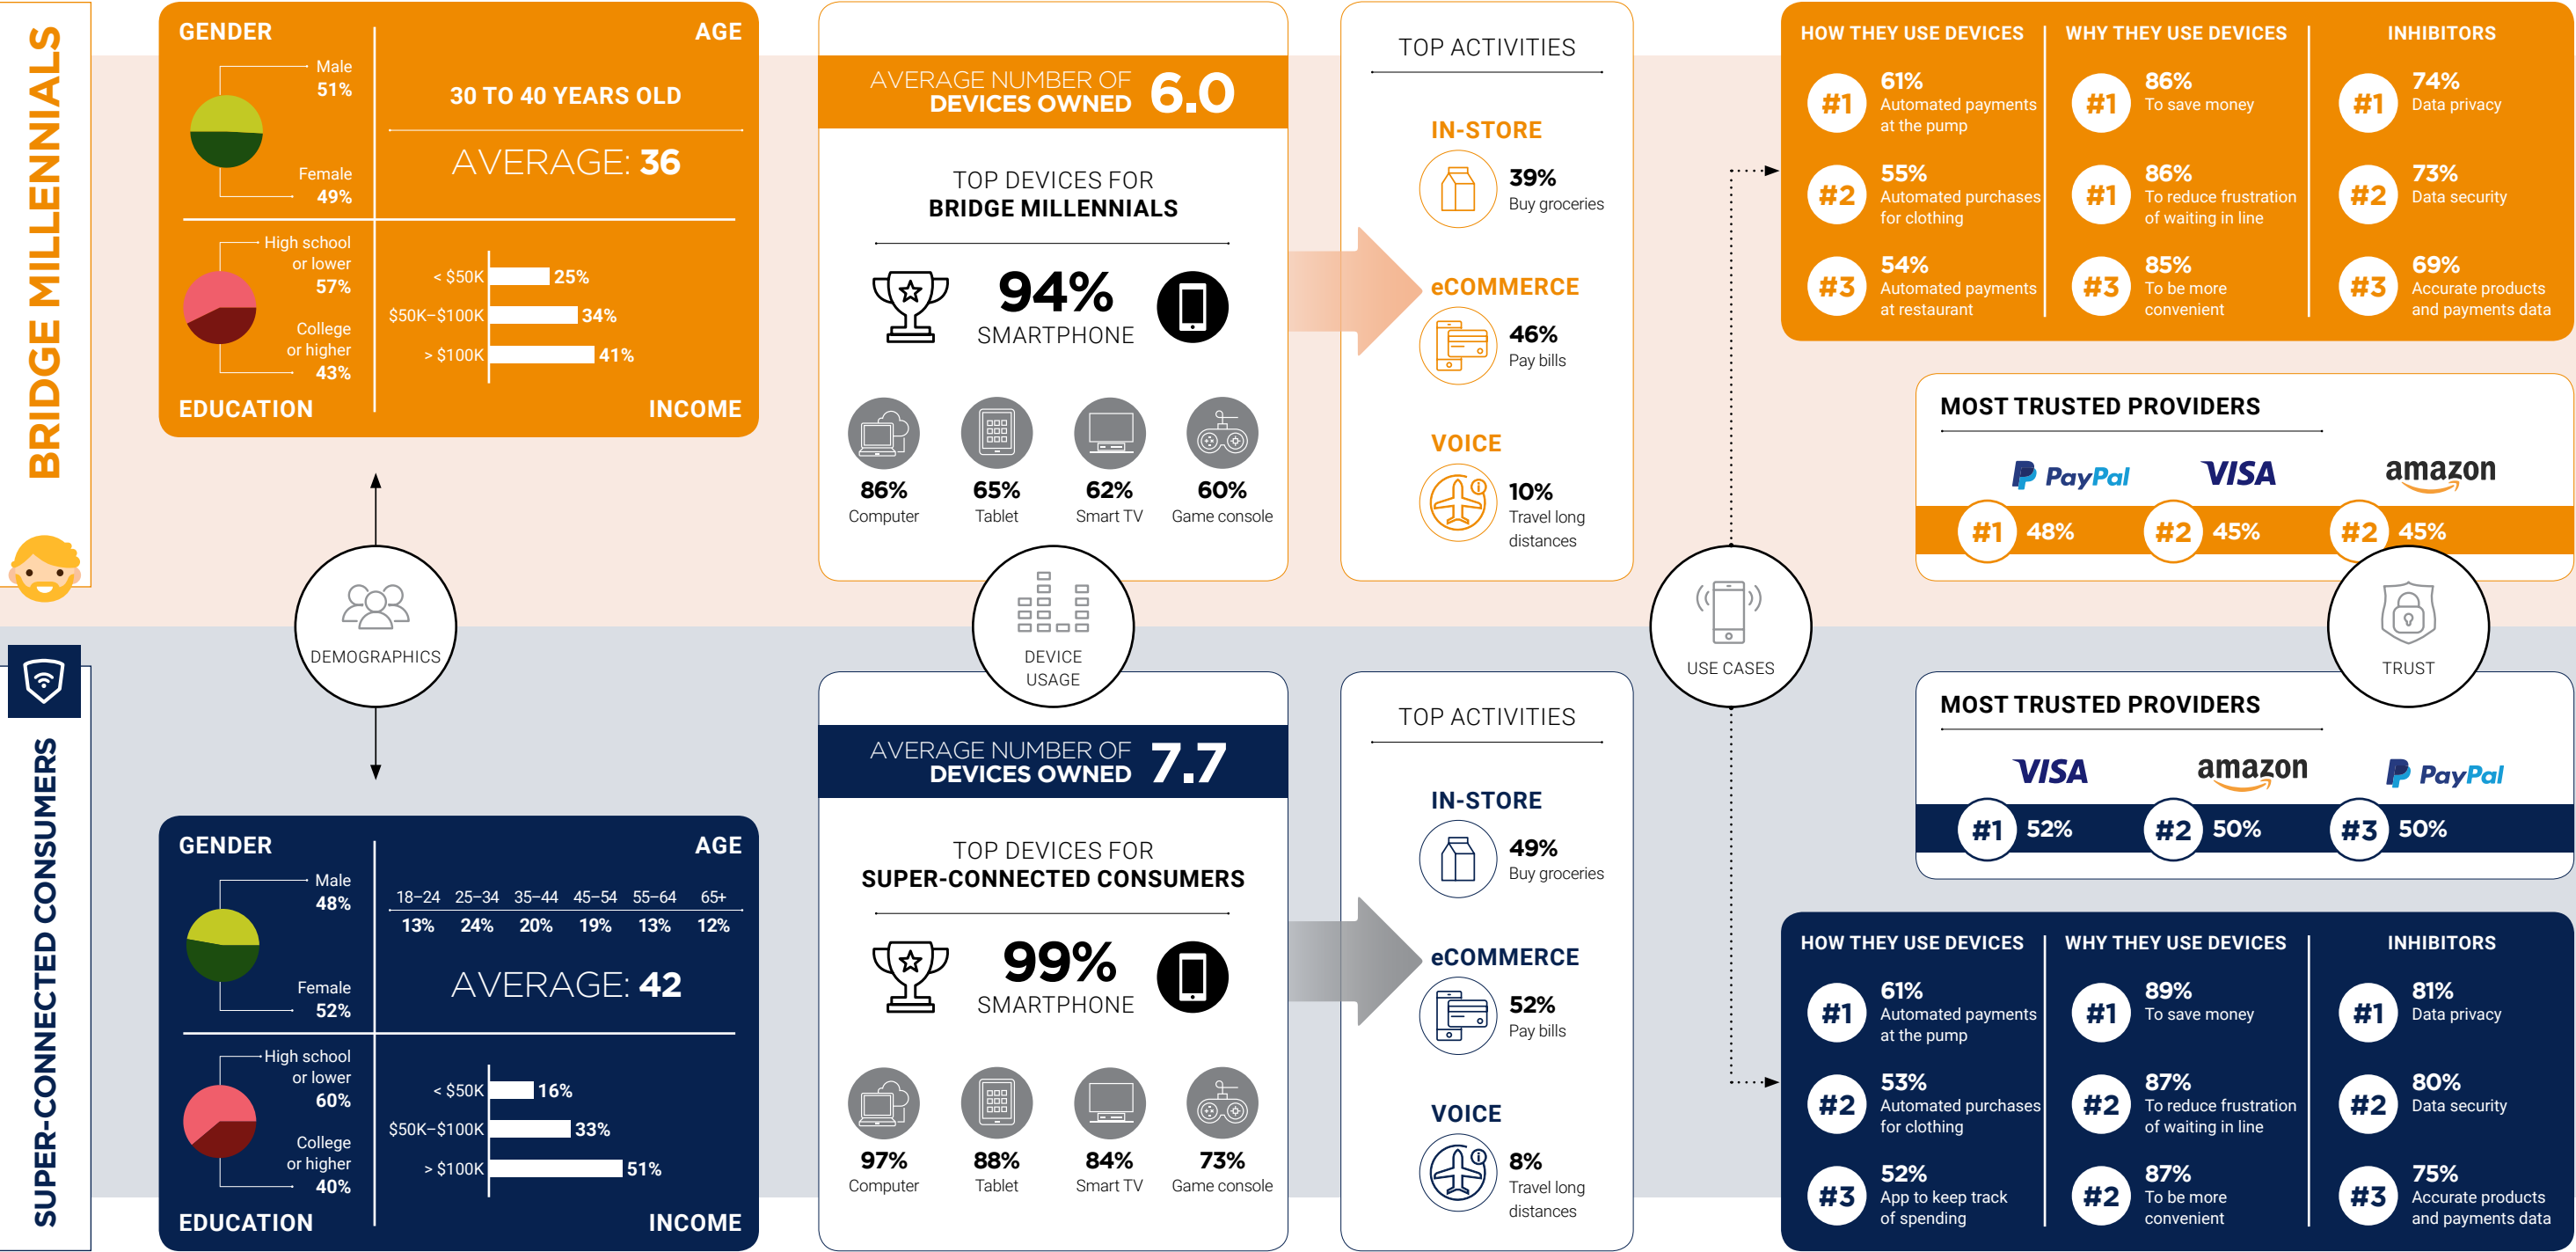 BRIDGE MILLENNIALS
GENDER
Male
51%
Female
49%
AGE
30 TO 40 YEARS OLD
AVERAGE: 36
High school
or lower
57%
College
or higher
43%
EDUCATION
< $50K 25%
$50K–$100K 34%
> $100K 41%
INCOME
AVERAGE NUMBER OF
DEVICES OWNED 6.0
TOP DEVICES FOR
BRIDGE MILLENNIALS
94%
SMARTPHONE
86% 65% 62% 60%
Computer Tablet Smart TV Game console
TOP ACTIVITIES
IN-STORE
39%
Buy groceries
eCOMMERCE
46%
Pay bills
VOICE
10%
Travel long
distances
HOW THEY USE DEVICES
#1 61%
Automated payments
at the pump
#2 55%
Automated purchases
for clothing
#3 54%
Automated payments
at restaurant
WHY THEY USE DEVICES
#1 86%
To save money
#1 86%
To reduce frustration
of waiting in line
#3 85%
To be more
convenient
INHIBITORS
#1 74%
Data privacy
#2 73%
Data security
#3 69%
Accurate products
and payments data
MOST TRUSTED PROVIDERS
PayPal VISA amazon
#1 48% #2 45% #2 45%
DEMOGRAPHICS
DEVICE
USAGE
USE CASES
TRUST
SUPER-CONNECTED CONSUMERS
GENDER
Male
48%
Female
52%
AGE
18–24 25–34 35–44 45–54 55–64 65+
13% 24% 20% 19% 13% 12%
AVERAGE: 42
High school
or lower
60%
College
or higher
40%
EDUCATION
< $50K 16%
$50K–$100K 33%
> $100K 51%
INCOME
AVERAGE NUMBER OF
DEVICES OWNED 7.7
TOP DEVICES FOR
SUPER-CONNECTED CONSUMERS
99%
SMARTPHONE
97% 88% 84% 73%
Computer Tablet Smart TV Game console
TOP ACTIVITIES
IN-STORE
49%
Buy groceries
eCOMMERCE
52%
Pay bills
VOICE
8%
Travel long
distances
MOST TRUSTED PROVIDERS
VISA amazon PayPal
#1 52% #2 50% #3 50%
HOW THEY USE DEVICES
#1 61%
Automated payments
at the pump
#2 53%
Automated purchases
for clothing
#3 52%
App to keep track
of spending
WHY THEY USE DEVICES
#1 89%
To save money
#2 87%
To reduce frustration
of waiting in line
#2 87%
To be more
convenient
INHIBITORS
#1 81%
Data privacy
#2 80%
Data security
#3 75%
Accurate products
and payments data